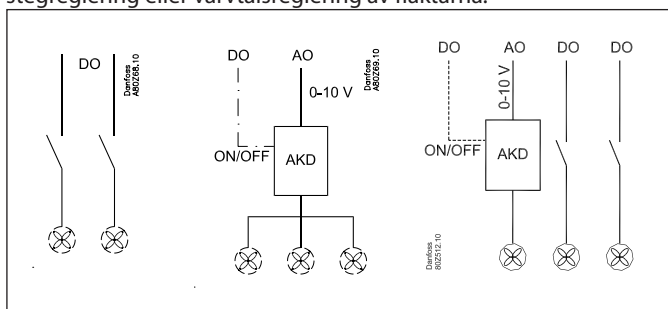 stegreglering eller varvtalsreglering av fläktarna.
DO
Danfoss
A80Z68.10
DO AO
0-10 V
Danfoss
A80Z69.10
ON/OFF AKD
DO AO DO DO
0-10 V
ON/OFF AKD
Danfoss
80Z512.10